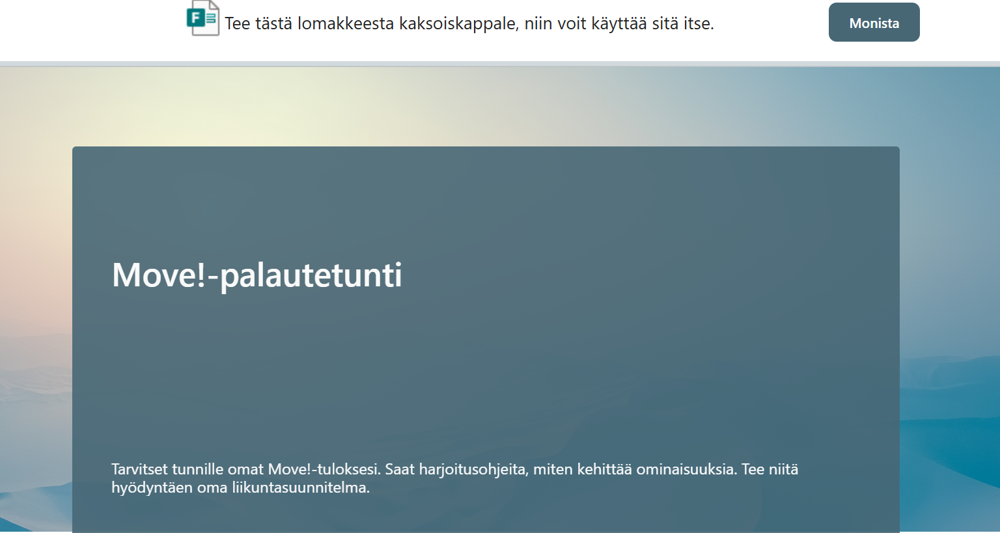 F
Tee tästä lomakkeesta kaksoiskappale, niin voit käyttää sitä itse.
Monista
Move!-palautetunti
Tarvitset tunnille omat Move!-tuloksesi. Saat harjoitusohjeita, miten kehittää ominaisuuksia. Tee niitä
hyödyntäen oma liikuntasuunnitelma.